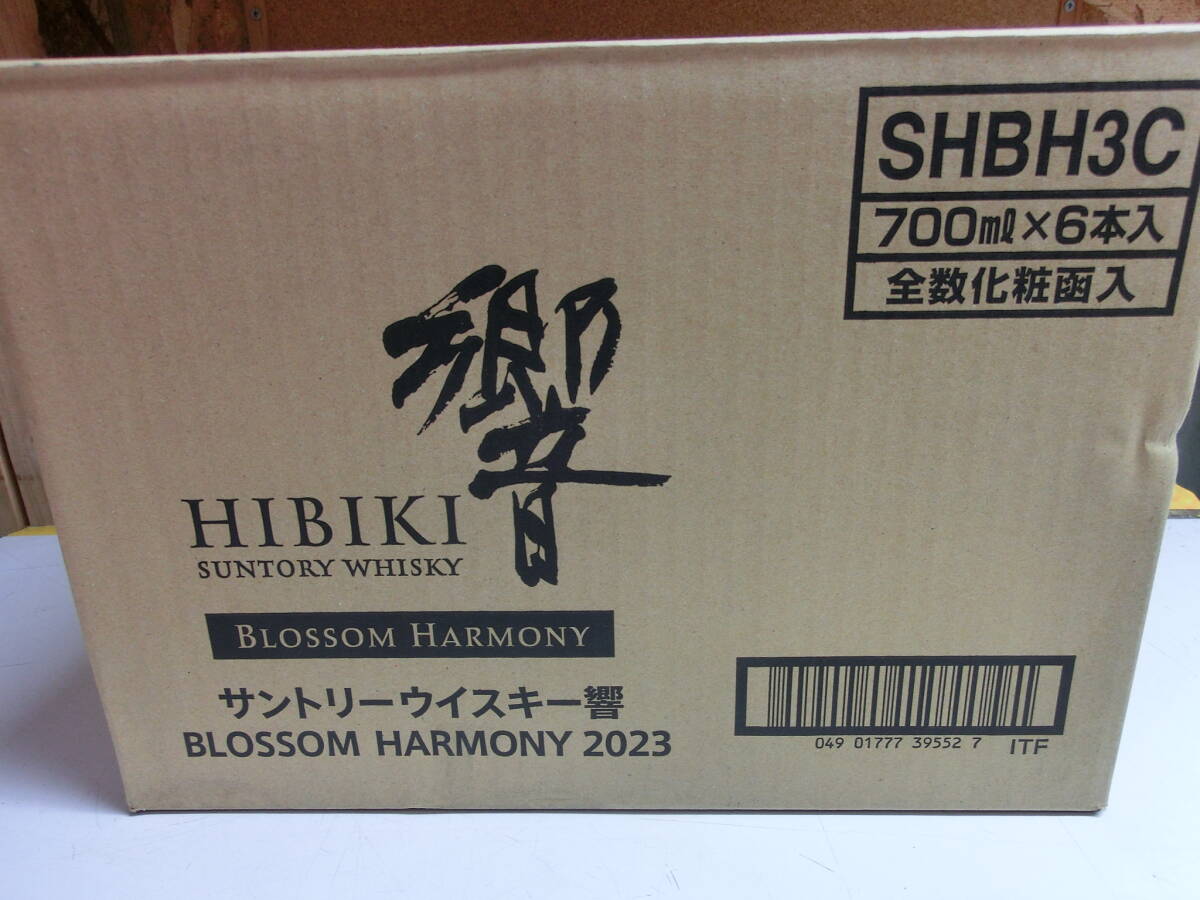 SHBH3C
700㎖×6本入
全数化粧函入
響
HIBIKI
SUNTORY WHISKY
BLOSSOM HARMONY
サントリーウイスキー響
BLOSSOM HARMONY 2023
049 01777 39552 7 ITF